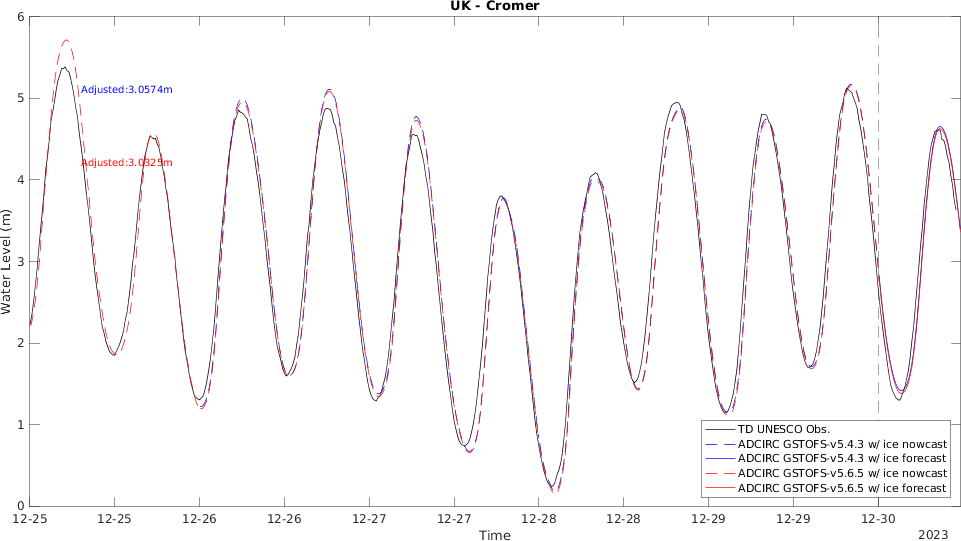 UK - Cromer
6
5
4
3
2
1
0
Water Level (m)
Adjusted:3.0574m
Adjusted:3.0325m
TD UNESCO Obs.
ADCIRC GSTOFS-v5.4.3 w/ ice nowcast
ADCIRC GSTOFS-v5.4.3 w/ ice forecast
ADCIRC GSTOFS-v5.6.5 w/ ice nowcast
ADCIRC GSTOFS-v5.6.5 w/ ice forecast
12-25 12-25 12-26 12-26 12-27 12-27 12-28 12-28 12-29 12-29 12-30
Time
2023